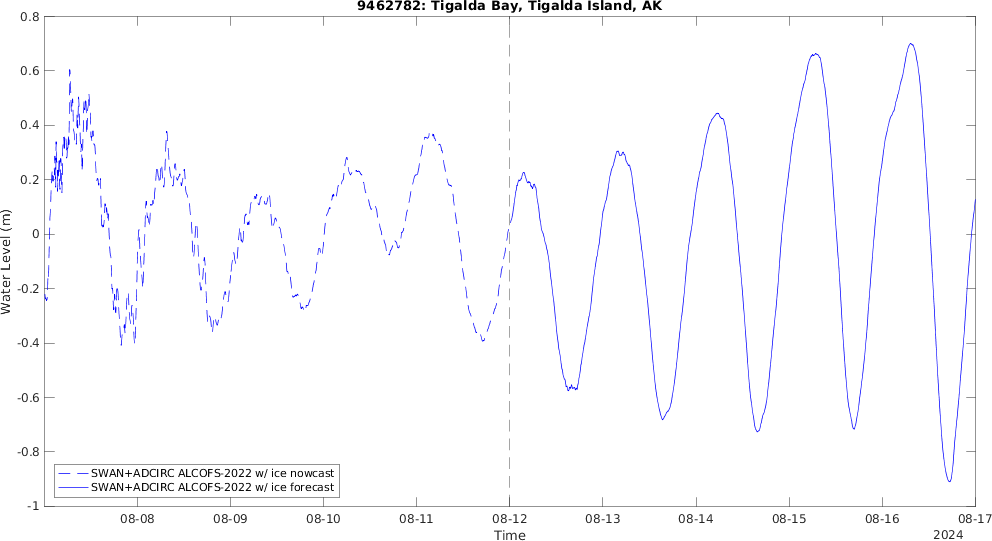 9462782: Tigalda Bay, Tigalda Island, AK
0.8
0.6
0.4
0.2
0
-0.2
-0.4
-0.6
-0.8
-1
Water Level (m)
SWAN+ADCIRC ALCOFS-2022 w/ ice nowcast
SWAN+ADCIRC ALCOFS-2022 w/ ice forecast
08-08 08-09 08-10 08-11 08-12 08-13 08-14 08-15 08-16 08-17
Time
2024